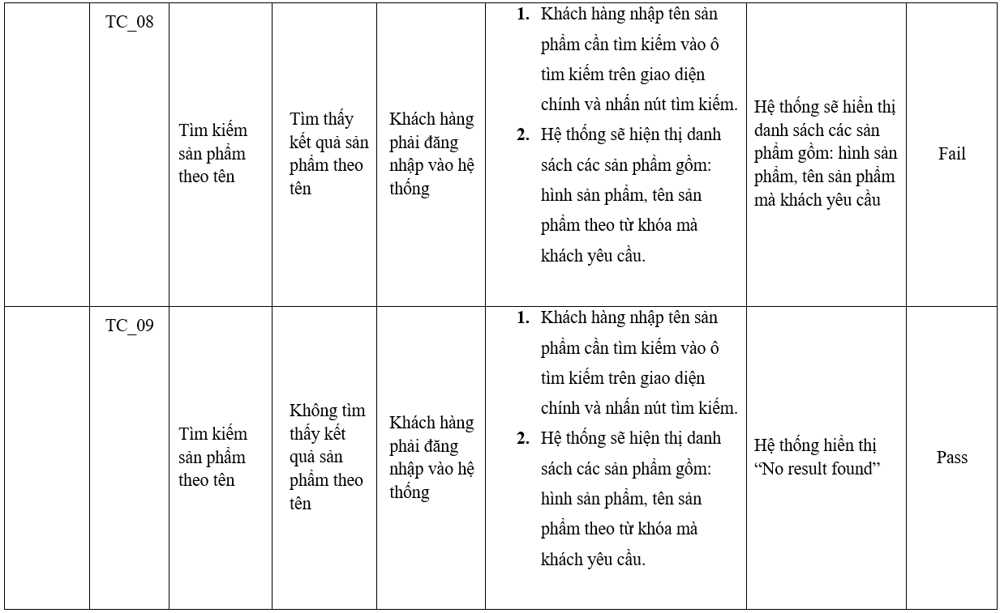 TC_08
Tìm kiếm
sản phẩm
theo tên
Tìm thấy
kết quả sản
phẩm theo
tên
Khách hàng
phải đăng
nhập vào hệ
thống
1. Khách hàng nhập tên sản
phẩm cần tìm kiếm vào ô
tìm kiếm trên giao diện
chính và nhấn nút tìm kiếm.
2. Hệ thống sẽ hiện thị danh
sách các sản phẩm gồm:
hình sản phẩm, tên sản
phẩm theo từ khóa mà
khách yêu cầu.
Hệ thống sẽ hiển thị
danh sách các sản
phẩm gồm: hình sản
phẩm, tên sản phẩm
mà khách yêu cầu
Fail
TC_09
Tìm kiếm
sản phẩm
theo tên
Không tìm
thấy kết
quả sản
phẩm theo
tên
Khách hàng
phải đăng
nhập vào hệ
thống
1. Khách hàng nhập tên sản
phẩm cần tìm kiếm vào ô
tìm kiếm trên giao diện
chính và nhấn nút tìm kiếm.
2. Hệ thống sẽ hiện thị danh
sách các sản phẩm gồm:
hình sản phẩm, tên sản
phẩm theo từ khóa mà
khách yêu cầu.
Hệ thống hiển thị
“No result found”
Pass